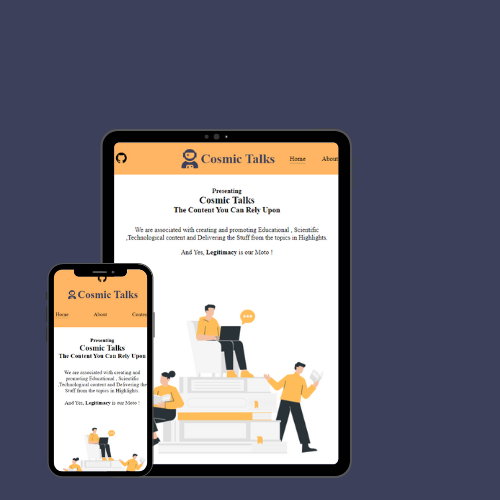 Cosmic Talks
Home
About
Presenting
Cosmic Talks
The Content You Can Rely Upon
We are associated with creating and promoting Educational , Scientific
,Technological content and Delivering the Stuff from the topics in Highlights.
And Yes, Legitimacy is our Moto !
Cosmic Talks
Home
About
Presenting
Cosmic Talks
The Content You Can Rely Upon
We are associated with creating and
promoting Educational , Scientific
,Technological content and Delivering the
Stuff from the topics in Highlights.
And Yes, Legitimacy is our Moto !